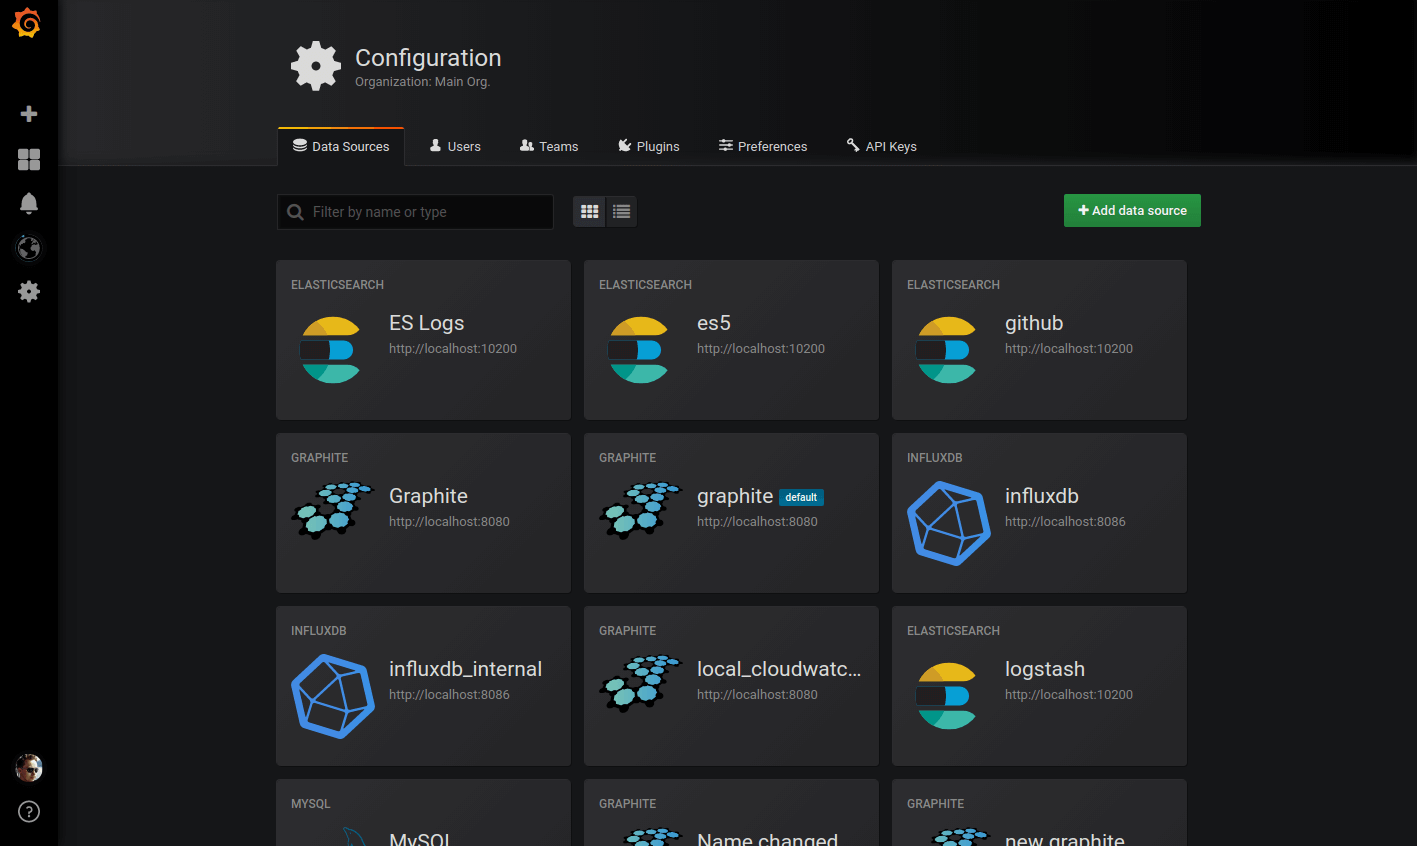 Configuration
Organization: Main Org.
Data Sources Users Teams Plugins Preferences API Keys
Filter by name or type
Add data source
ELASTICSEARCH
ES Logs
http://localhost:10200
ELASTICSEARCH
es5
http://localhost:10200
ELASTICSEARCH
github
http://localhost:10200
GRAPHITE
Graphite
http://localhost:8080
GRAPHITE
graphite default
http://localhost:8080
INFLUXDB
influxdb
http://localhost:8086
INFLUXDB
influxdb_internal
http://localhost:8086
GRAPHITE
local_cloudwatc...
http://localhost:8080
ELASTICSEARCH
logstash
http://localhost:10200
MYSQL
MySQL
GRAPHITE
Name changed
GRAPHITE
new graphite
?